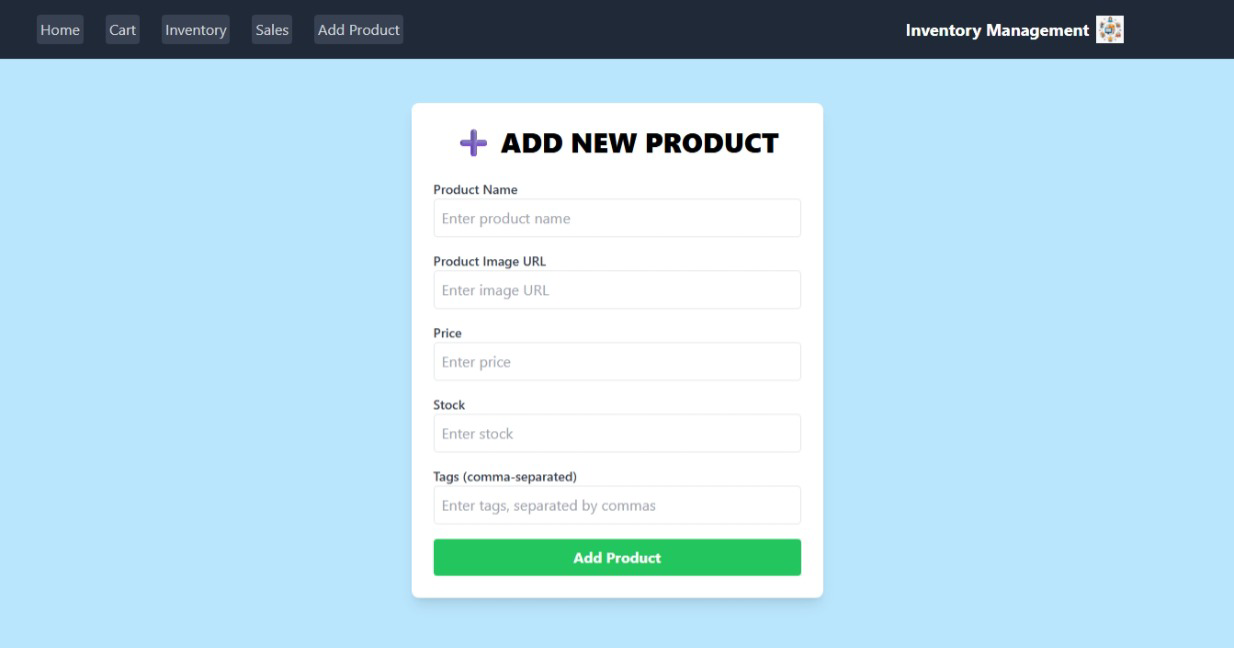 Home Cart Inventory Sales Add Product Inventory Management
ADD NEW PRODUCT
Product Name
Enter product name
Product Image URL
Enter image URL
Price
Enter price
Stock
Enter stock
Tags (comma-separated)
Enter tags, separated by commas
Add Product